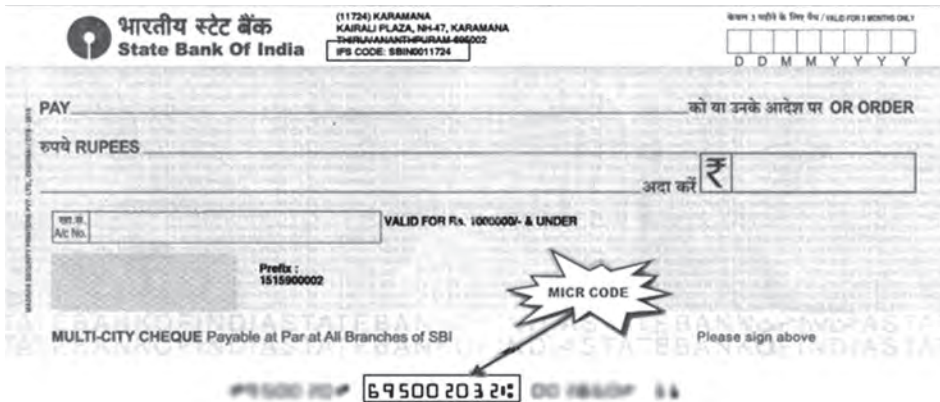 भारतीय स्टेट बैंक
State Bank Of India
(11724) KARAMANA
KAIRALI PLAZA, NH-47, KARAMANA
THIRUVANANTHPURAM-695002
IFS CODE: SBIN0011724
केवल 3 महीने के लिए वैध / VALID FOR 3 MONTHS ONLY
D D M M Y Y Y Y
PAY को या उनके आदेश पर OR ORDER
रुपये RUPEES
अदा करें ₹
खा.सं. VALID FOR Rs. 1000000/- & UNDER
A/c No.
Prefix :
1515900002
MICR CODE
MULTI-CITY CHEQUE Payable at Par at All Branches of SBI Please sign above
695002032⑆